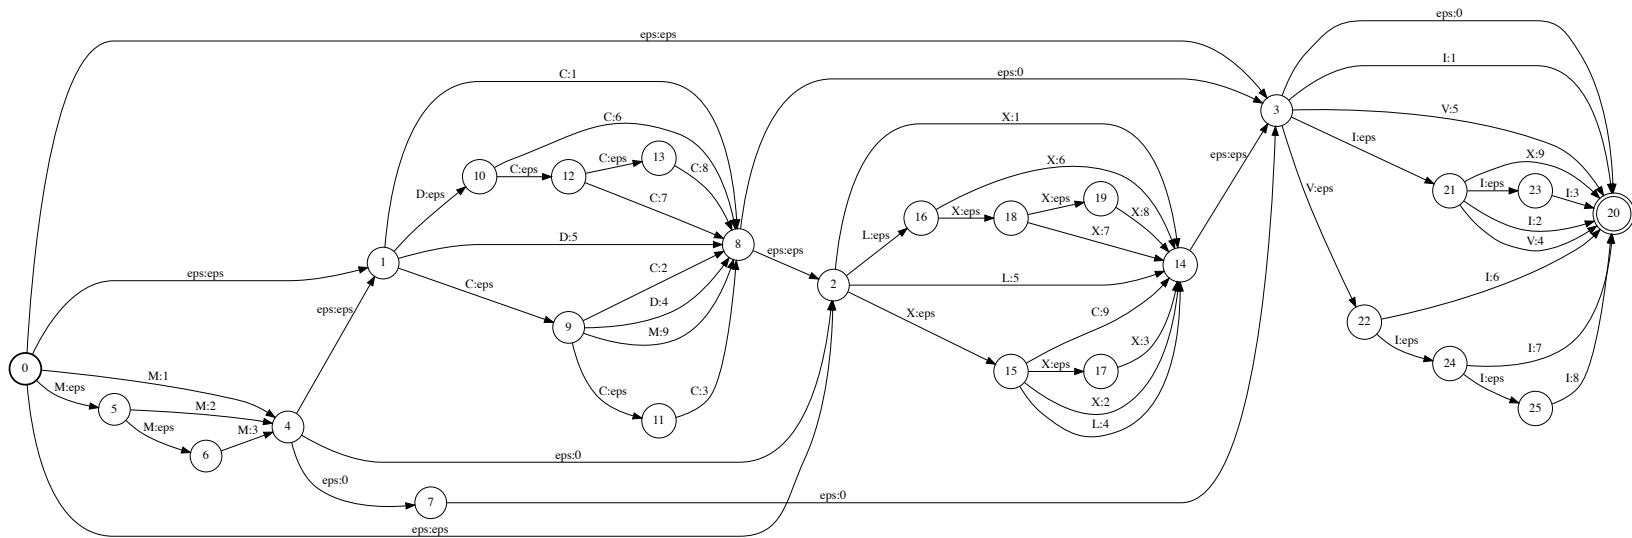 eps:0
eps:eps
I:1
C:1
eps:0
V:5
C:6
X:1
I:eps
C:eps
13
C:8
X:6
eps:eps
X:9
3
10
C:eps
12
C:7
D:eps
V:eps
21
I:eps
23
I:3
16
X:eps
18
X:eps
19
X:8
X:7
L:eps
I:2
20
V:4
D:5
8
eps:eps
1
C:2
14
eps:eps
L:5
I:6
C:eps
D:4
2
9
M:9
X:eps
C:9
22
eps:eps
X:3
I:eps
I:7
0
M:1
15
X:eps
17
24
M:eps
C:eps
C:3
X:2
I:eps
I:8
5
M:2
L:4
25
M:eps
M:3
4
11
6
eps:0
eps:0
7
eps:0
eps:eps